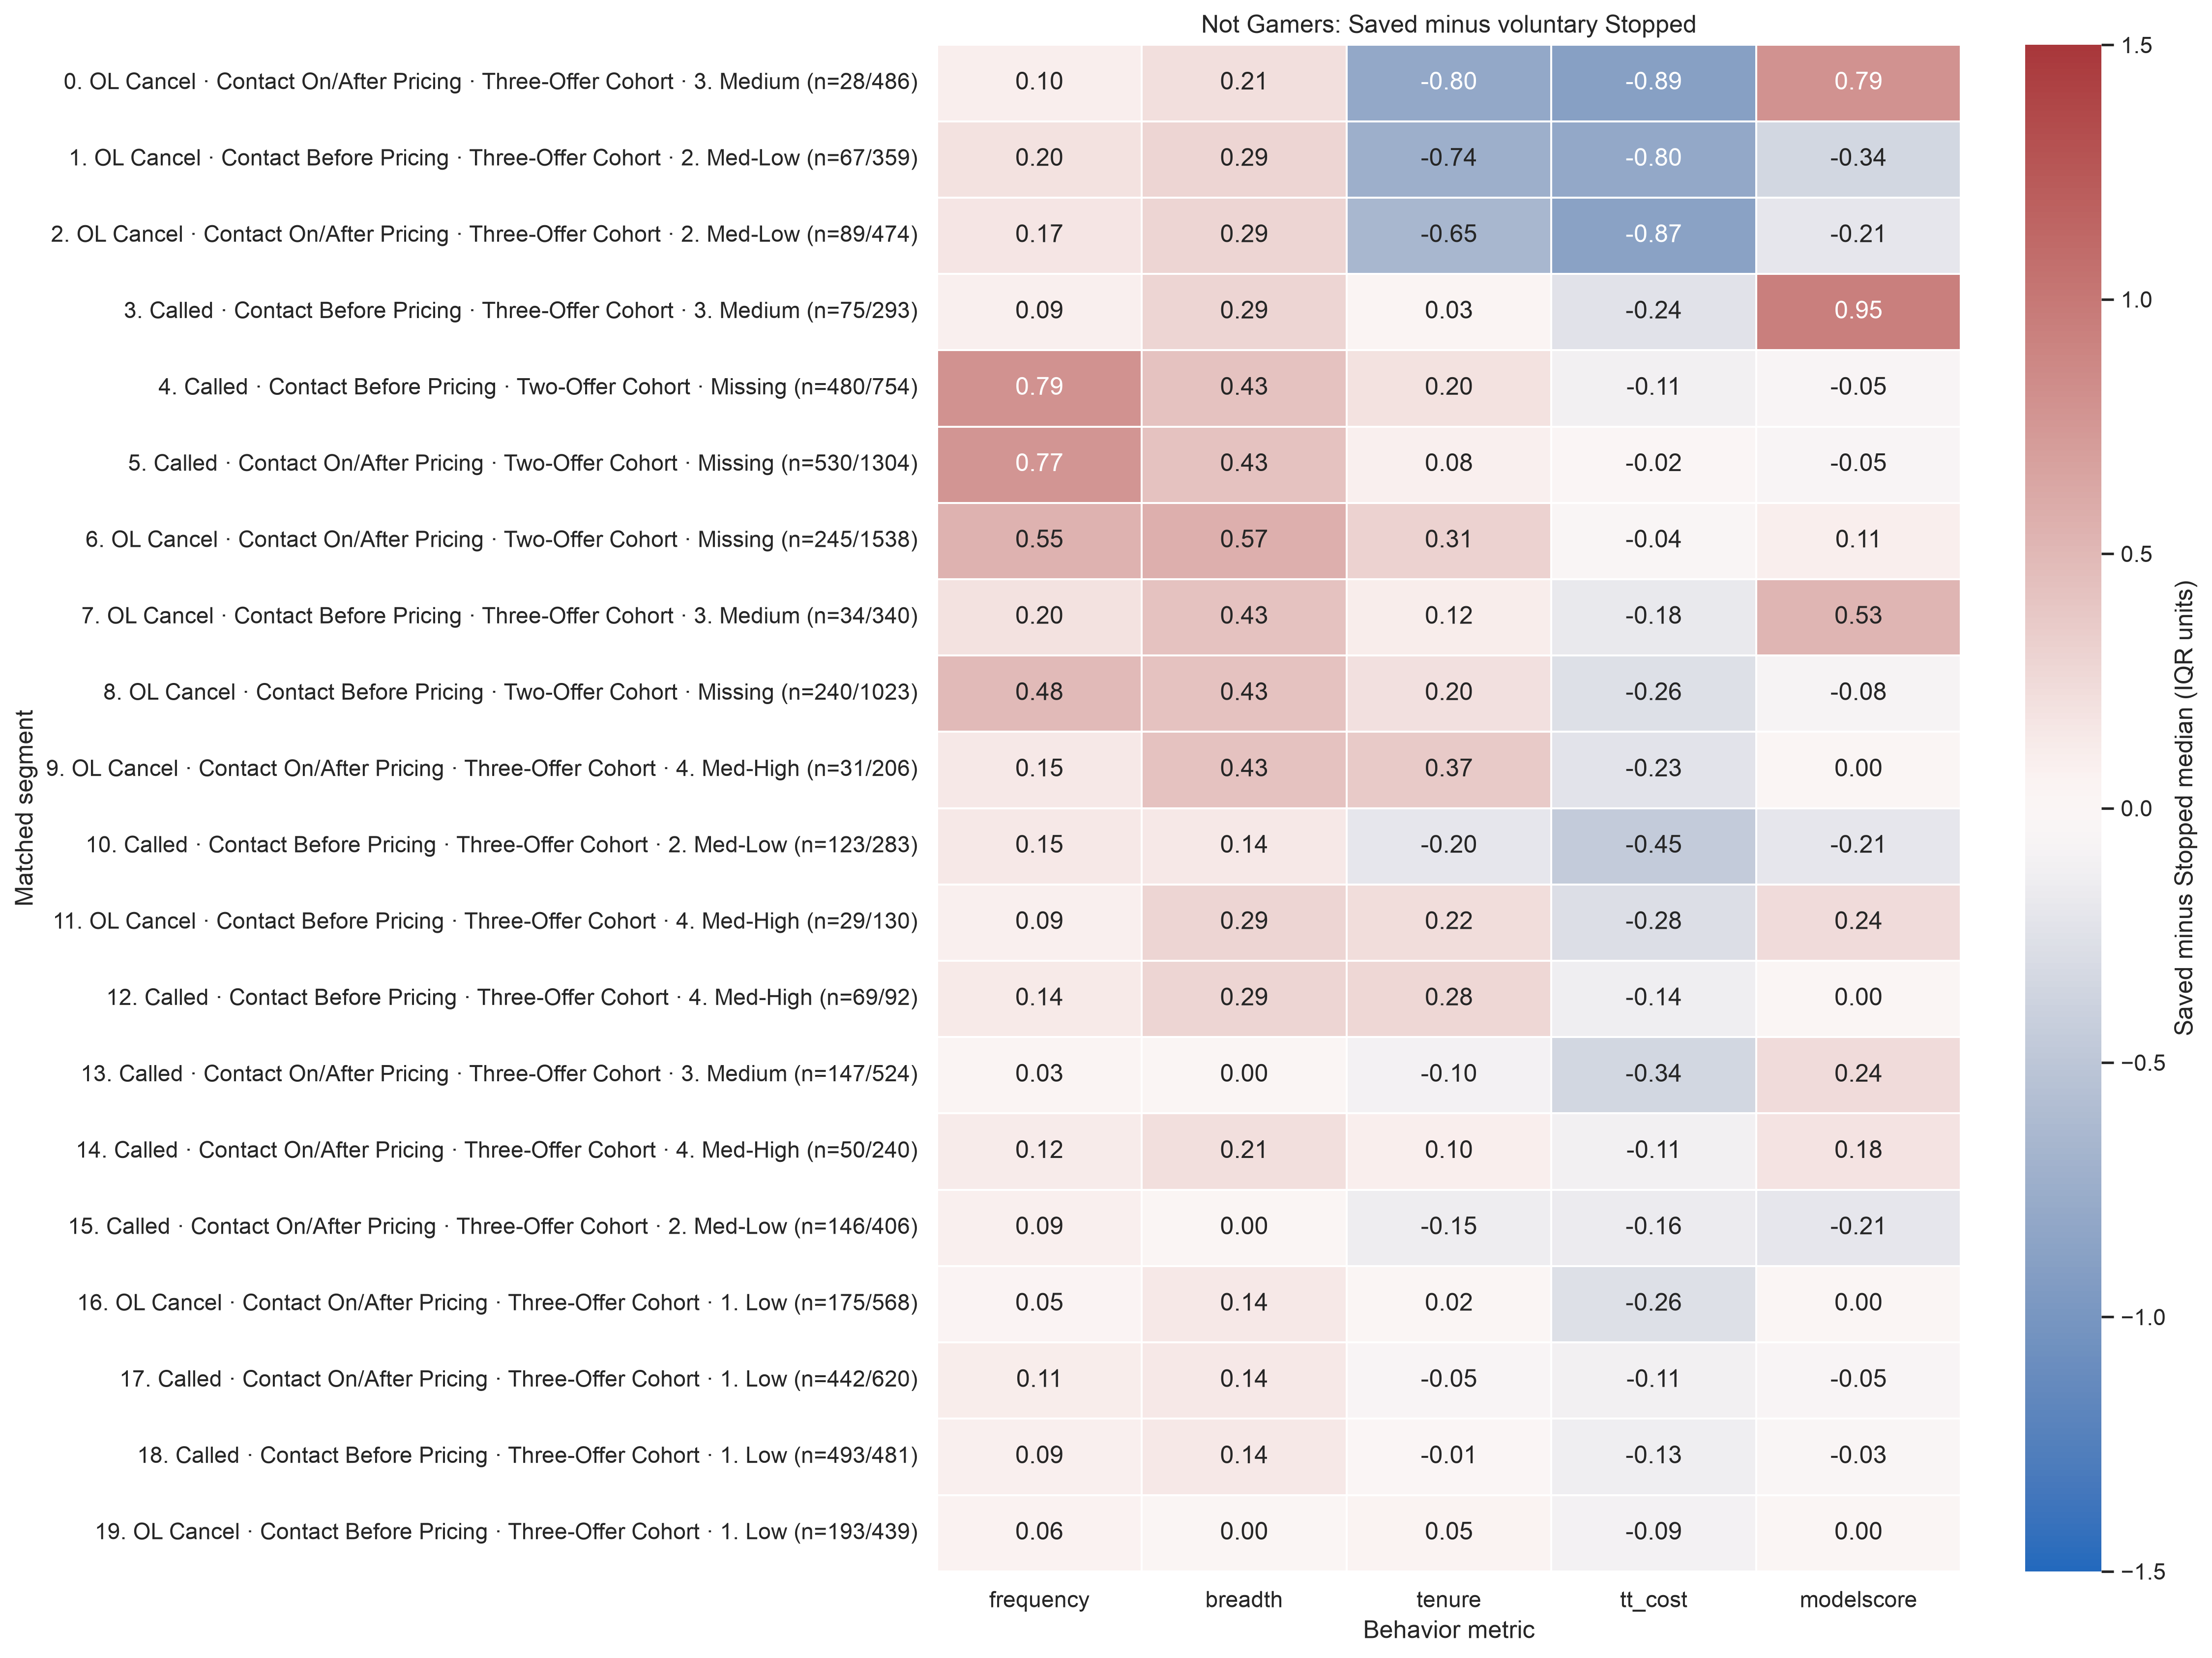 Not Gamers: Saved minus voluntary Stopped
Matched segment
0. OL Cancel · Contact On/After Pricing · Three-Offer Cohort · 3. Medium (n=28/486) 0.10 0.21 -0.80 -0.89 0.79
1. OL Cancel · Contact Before Pricing · Three-Offer Cohort · 2. Med-Low (n=67/359) 0.20 0.29 -0.74 -0.80 -0.34
2. OL Cancel · Contact On/After Pricing · Three-Offer Cohort · 2. Med-Low (n=89/474) 0.17 0.29 -0.65 -0.87 -0.21
3. Called · Contact Before Pricing · Three-Offer Cohort · 3. Medium (n=75/293) 0.09 0.29 0.03 -0.24 0.95
4. Called · Contact Before Pricing · Two-Offer Cohort · Missing (n=480/754) 0.79 0.43 0.20 -0.11 -0.05
5. Called · Contact On/After Pricing · Two-Offer Cohort · Missing (n=530/1304) 0.77 0.43 0.08 -0.02 -0.05
6. OL Cancel · Contact On/After Pricing · Two-Offer Cohort · Missing (n=245/1538) 0.55 0.57 0.31 -0.04 0.11
7. OL Cancel · Contact Before Pricing · Three-Offer Cohort · 3. Medium (n=34/340) 0.20 0.43 0.12 -0.18 0.53
8. OL Cancel · Contact Before Pricing · Two-Offer Cohort · Missing (n=240/1023) 0.48 0.43 0.20 -0.26 -0.08
9. OL Cancel · Contact On/After Pricing · Three-Offer Cohort · 4. Med-High (n=31/206) 0.15 0.43 0.37 -0.23 0.00
10. Called · Contact Before Pricing · Three-Offer Cohort · 2. Med-Low (n=123/283) 0.15 0.14 -0.20 -0.45 -0.21
11. OL Cancel · Contact Before Pricing · Three-Offer Cohort · 4. Med-High (n=29/130) 0.09 0.29 0.22 -0.28 0.24
12. Called · Contact Before Pricing · Three-Offer Cohort · 4. Med-High (n=69/92) 0.14 0.29 0.28 -0.14 0.00
13. Called · Contact On/After Pricing · Three-Offer Cohort · 3. Medium (n=147/524) 0.03 0.00 -0.10 -0.34 0.24
14. Called · Contact On/After Pricing · Three-Offer Cohort · 4. Med-High (n=50/240) 0.12 0.21 0.10 -0.11 0.18
15. Called · Contact On/After Pricing · Three-Offer Cohort · 2. Med-Low (n=146/406) 0.09 0.00 -0.15 -0.16 -0.21
16. OL Cancel · Contact On/After Pricing · Three-Offer Cohort · 1. Low (n=175/568) 0.05 0.14 0.02 -0.26 0.00
17. Called · Contact On/After Pricing · Three-Offer Cohort · 1. Low (n=442/620) 0.11 0.14 -0.05 -0.11 -0.05
18. Called · Contact Before Pricing · Three-Offer Cohort · 1. Low (n=493/481) 0.09 0.14 -0.01 -0.13 -0.03
19. OL Cancel · Contact Before Pricing · Three-Offer Cohort · 1. Low (n=193/439) 0.06 0.00 0.05 -0.09 0.00
frequency breadth tenure tt_cost modelscore
Behavior metric
1.5
1.0
0.5
0.0
−0.5
−1.0
−1.5
Saved minus Stopped median (IQR units)